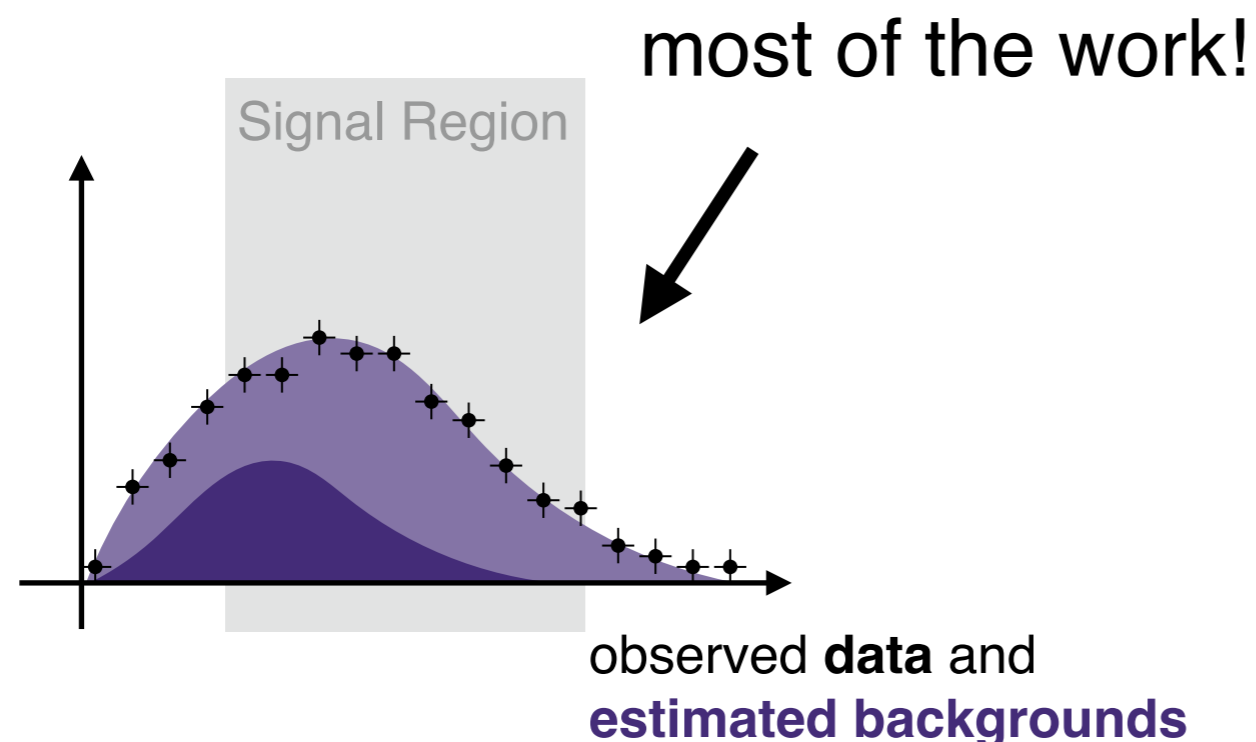 most of the work!
Signal Region
observed data and
estimated backgrounds